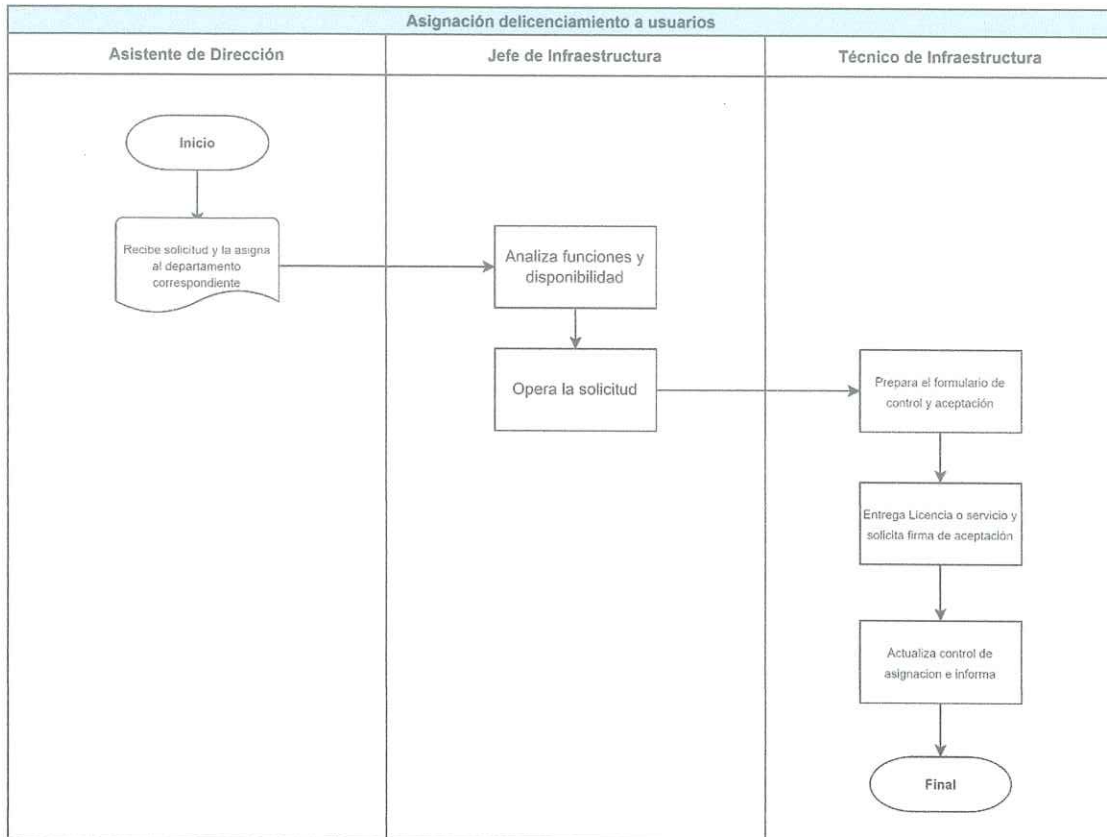 Asignación delicenciamiento a usuarios
Asistente de Dirección
Jefe de Infraestructura
Técnico de Infraestructura
Inicio
Recibe solicitud y la asigna
al departamento
correspondiente
Analiza funciones y
disponibilidad
Opera la solicitud
Prepara el formulario de
control y aceptación
Entrega Licencia o servicio y
solicita firma de aceptación
Actualiza control de
asignacion e informa
Final